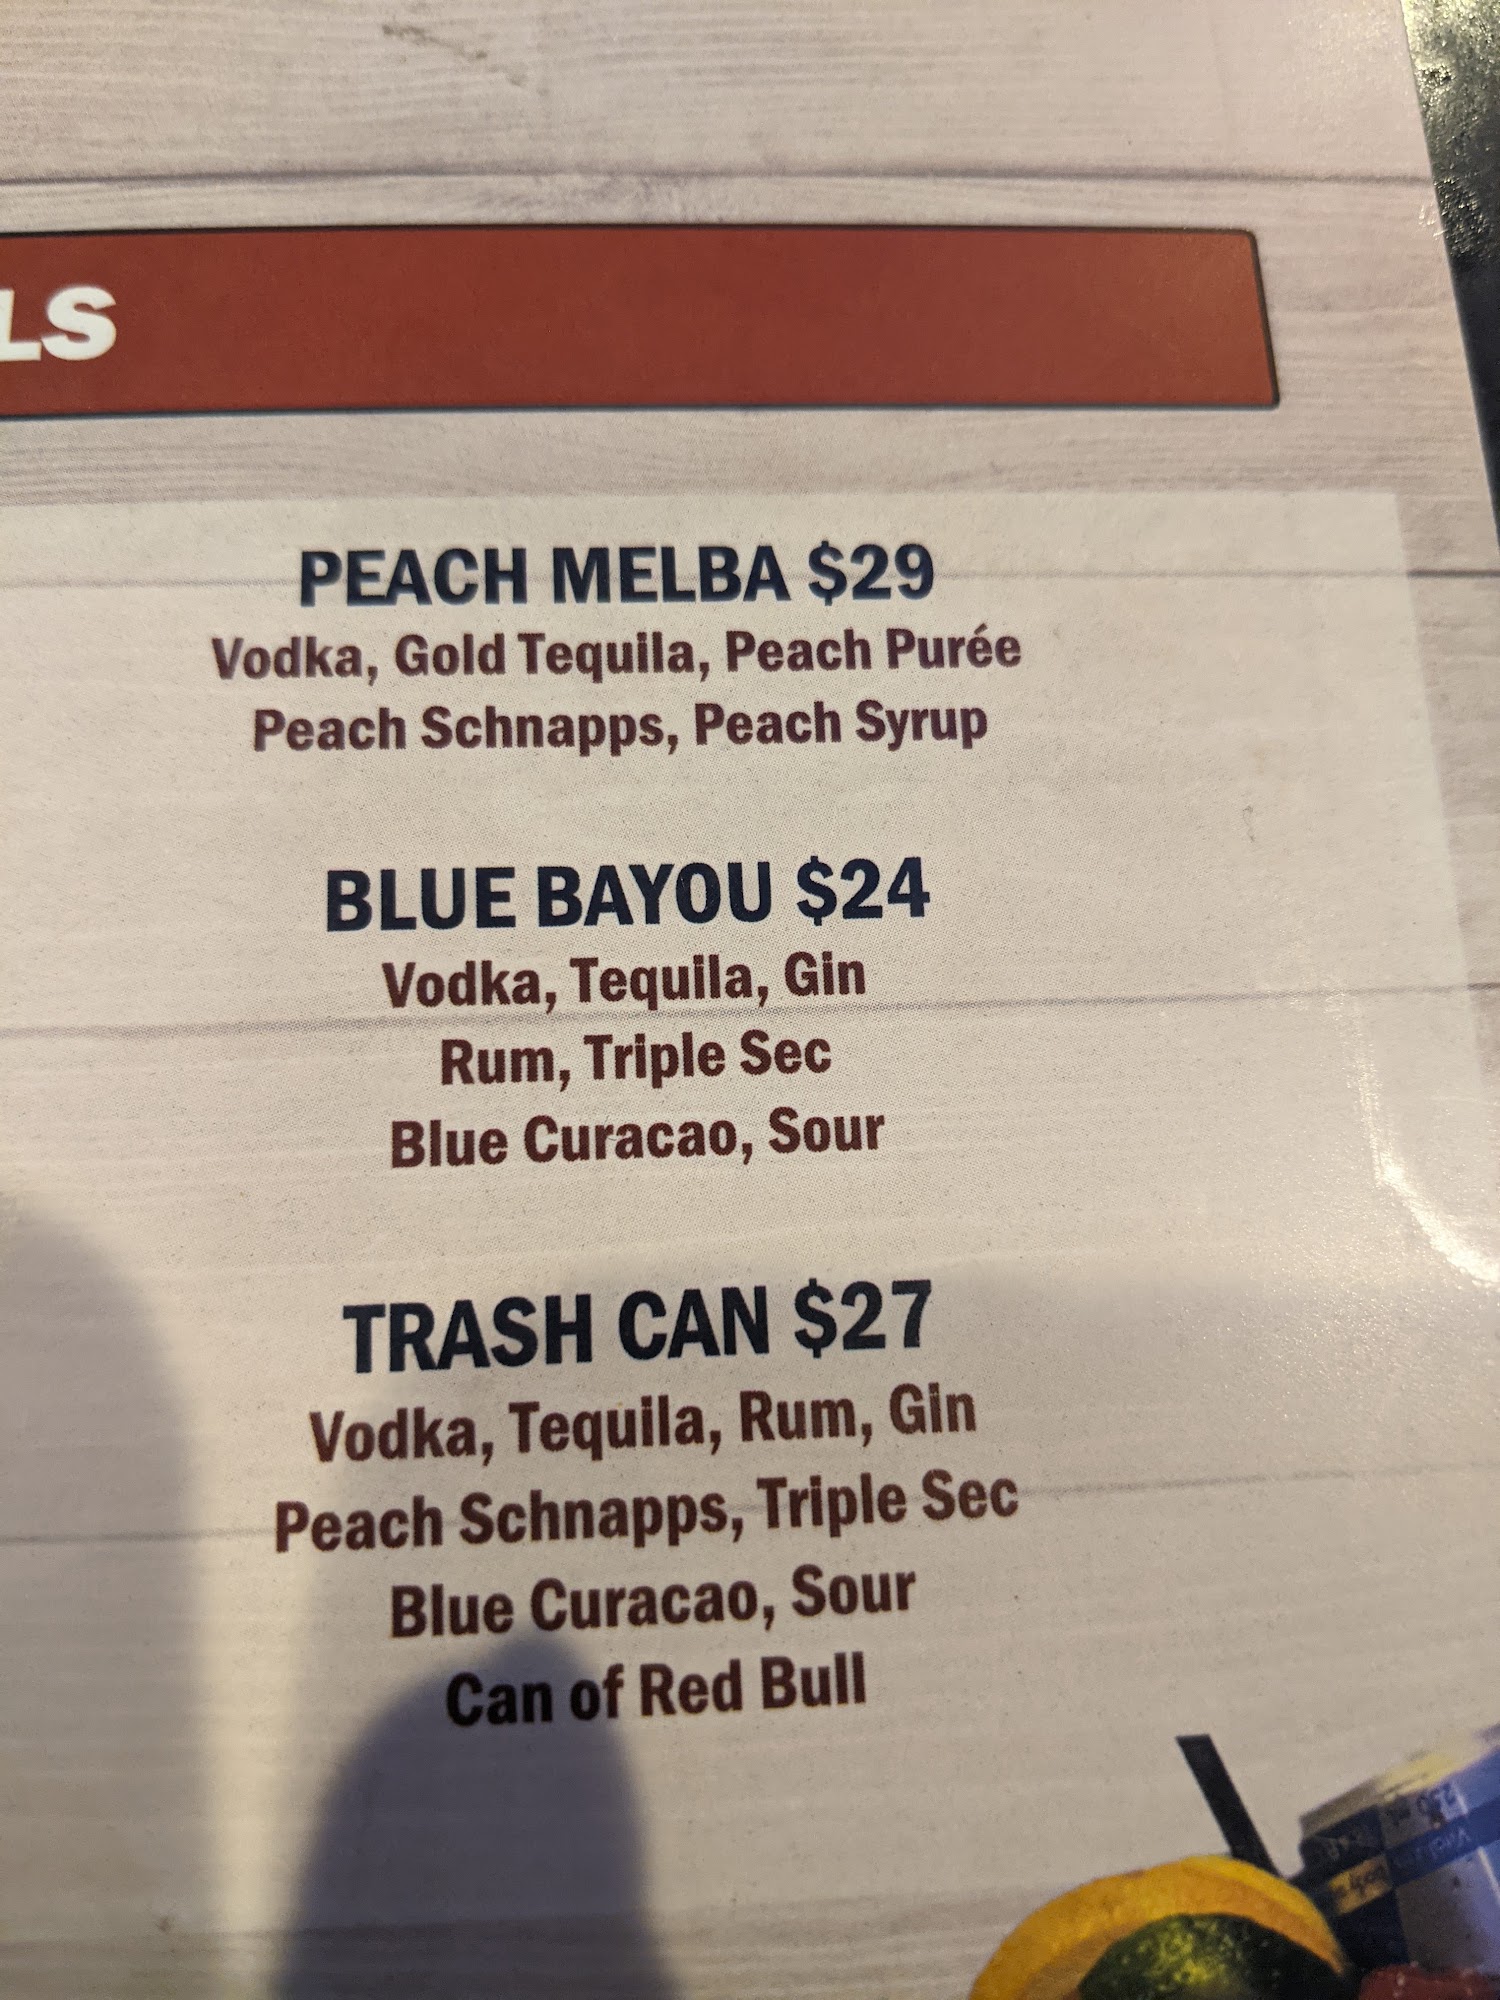 LS
PEACH MELBA $29
Vodka, Gold Tequila, Peach Purée
Peach Schnapps, Peach Syrup
BLUE BAYOU $24
Vodka, Tequila, Gin
Rum, Triple Sec
Blue Curacao, Sour
TRASH CAN $27
Vodka, Tequila, Rum, Gin
Peach Schnapps, Triple Sec
Blue Curacao, Sour
Can of Red Bull